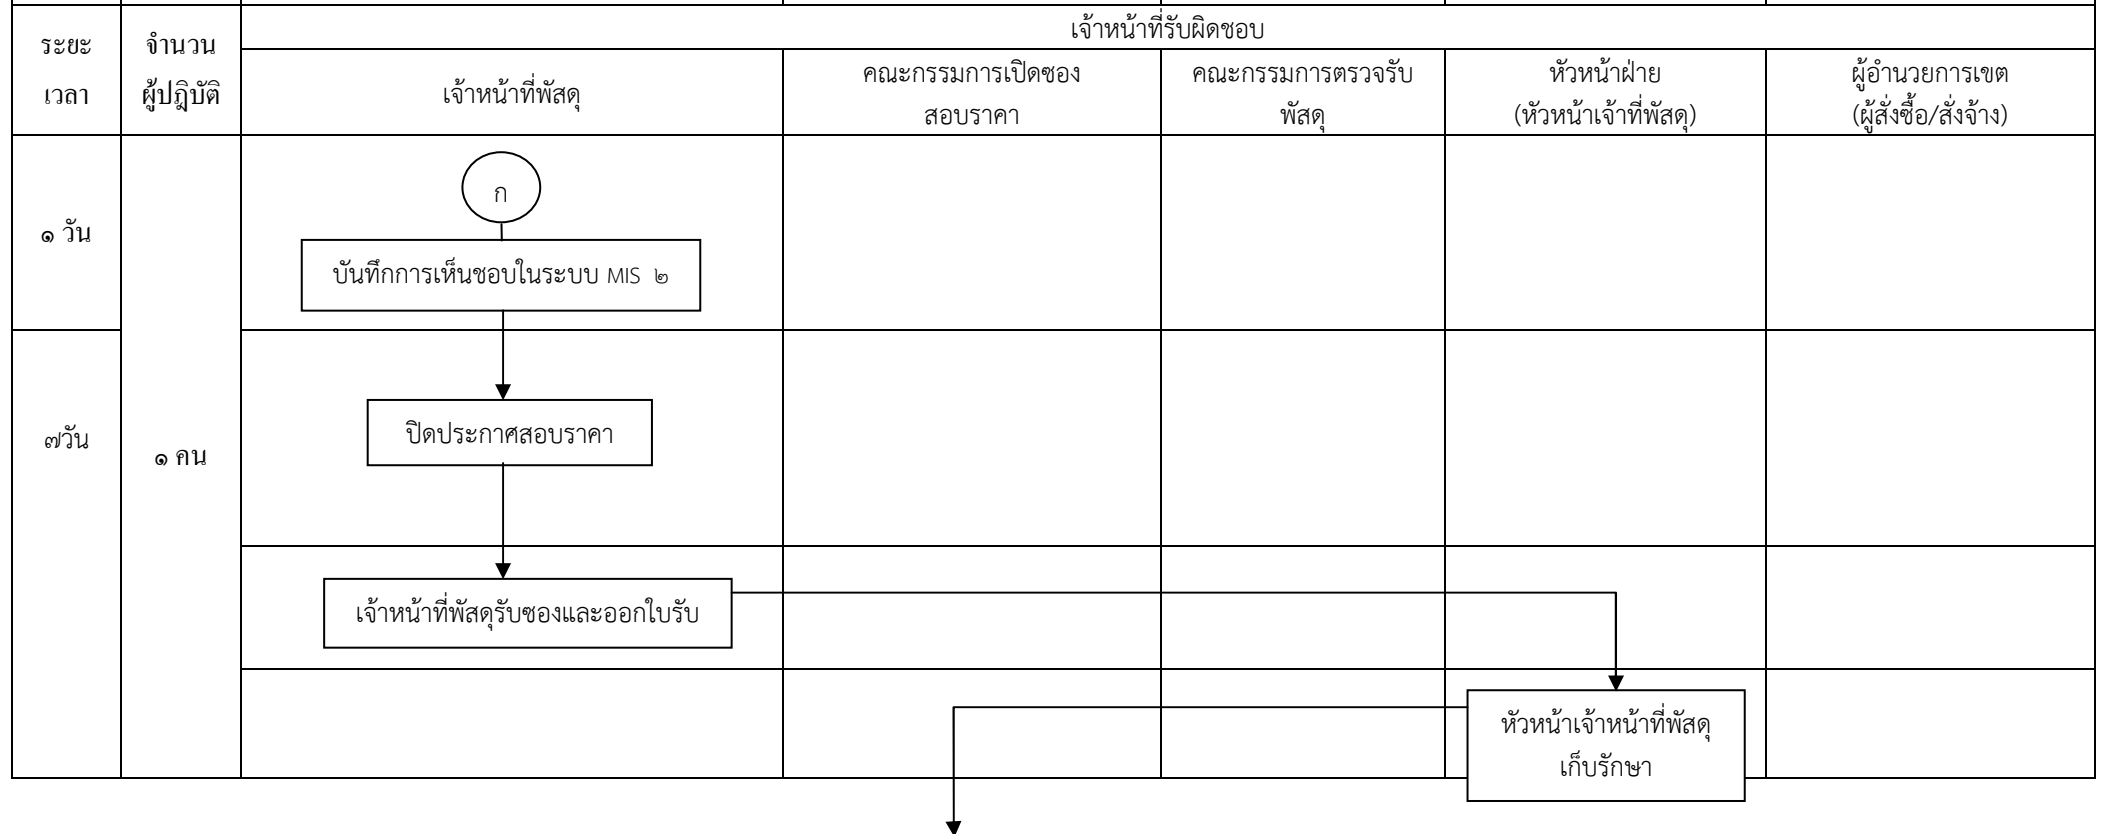 ระยะ
เวลา
จำนวน
ผู้ปฎิบัติ
เจ้าหน้าที่รับผิดชอบ
เจ้าหน้าที่พัสดุ
คณะกรรมการเปิดซอง
สอบราคา
คณะกรรมการตรวจรับ
พัสดุ
หัวหน้าฝ่าย
(หัวหน้าเจ้าที่พัสดุ)
ผู้อำนวยการเขต
(ผู้สั่งซื้อ/สั่งจ้าง)
๑ วัน
ก
บันทึกการเห็นชอบในระบบ MIS ๒
๗วัน
๑ คน
ปิดประกาศสอบราคา
เจ้าหน้าที่พัสดุรับซองและออกใบรับ
หัวหน้าเจ้าหน้าที่พัสดุ
เก็บรักษา